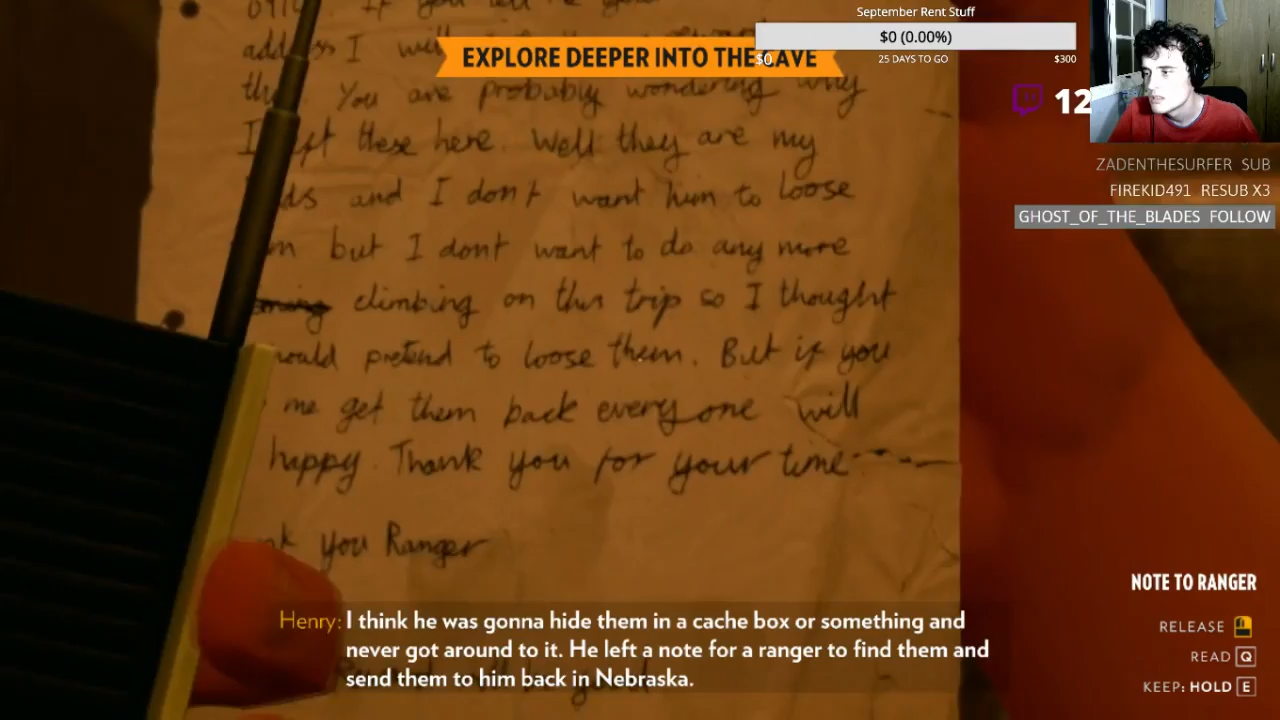 September Rent Stuff
$0 (0.00%)
$0 25 DAYS TO GO $300
12
ZADENTHESURFER SUB
FIREKID491 RESUB X3
GHOST_OF_THE_BLADES FOLLOW
EXPLORE DEEPER INTO THE CAVE
If you
address I will
You are probably wondering why
I left these here. Well they are my
and I don't want him to loose
but I dont want to do any more
climbing on this trip so I thought
would pretend to loose them. But if you
me get them back everyone will
happy. Thank you for your time
you Ranger
Henry: I think he was gonna hide them in a cache box or something and
never got around to it. He left a note for a ranger to find them and
send them to him back in Nebraska.
NOTE TO RANGER
RELEASE
READ Q
KEEP: HOLD E